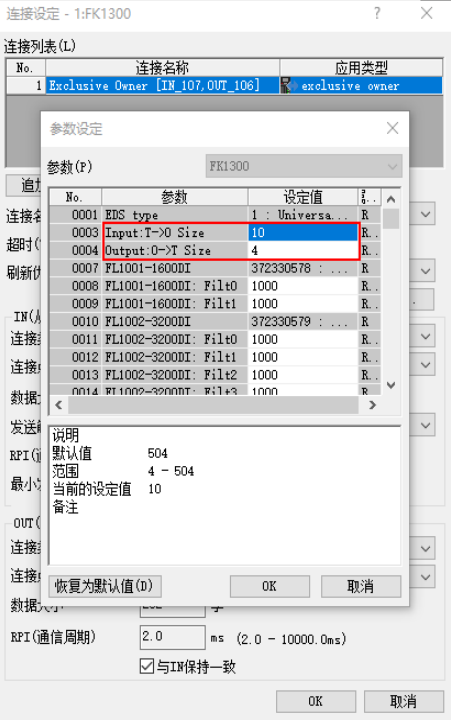 连接设定 - 1:FK1300
连接列表(L)
No. 连接名称 应用类型
1 Exclusive Owner [IN_107,OUT_106] exclusive owner
参数设定
参数(P) FK1300
No. 参数 设定值
0001 EDS type 1 : Universa... R
0003 Input:T->O Size 10 R..
0004 Output:O->T Size 4 R..
0007 FL1001-1600DI 372330578 : ... R
0008 FL1001-1600DI: Filt0 1000 R..
0009 FL1001-1600DI: Filt1 1000 R..
0010 FL1002-3200DI 372330579 : ... R
0011 FL1002-3200DI: Filt0 1000 R..
0012 FL1002-3200DI: Filt1 1000 R..
0013 FL1002-3200DI: Filt2 1000 R..
0014 FL1002-3200DI: Filt3 1000 R..
说明
默认值 504
范围 4 - 504
当前的设定值 10
备注
恢复为默认值(D) OK 取消
追
连接
超时(
刷新
IN(
连接
连接
数据
发送
RPI(
最小
OUT(
连接
连接
数据
RPI(通信周期) 2.0 ms (2.0 - 10000.0ms)
与IN保持一致
OK 取消